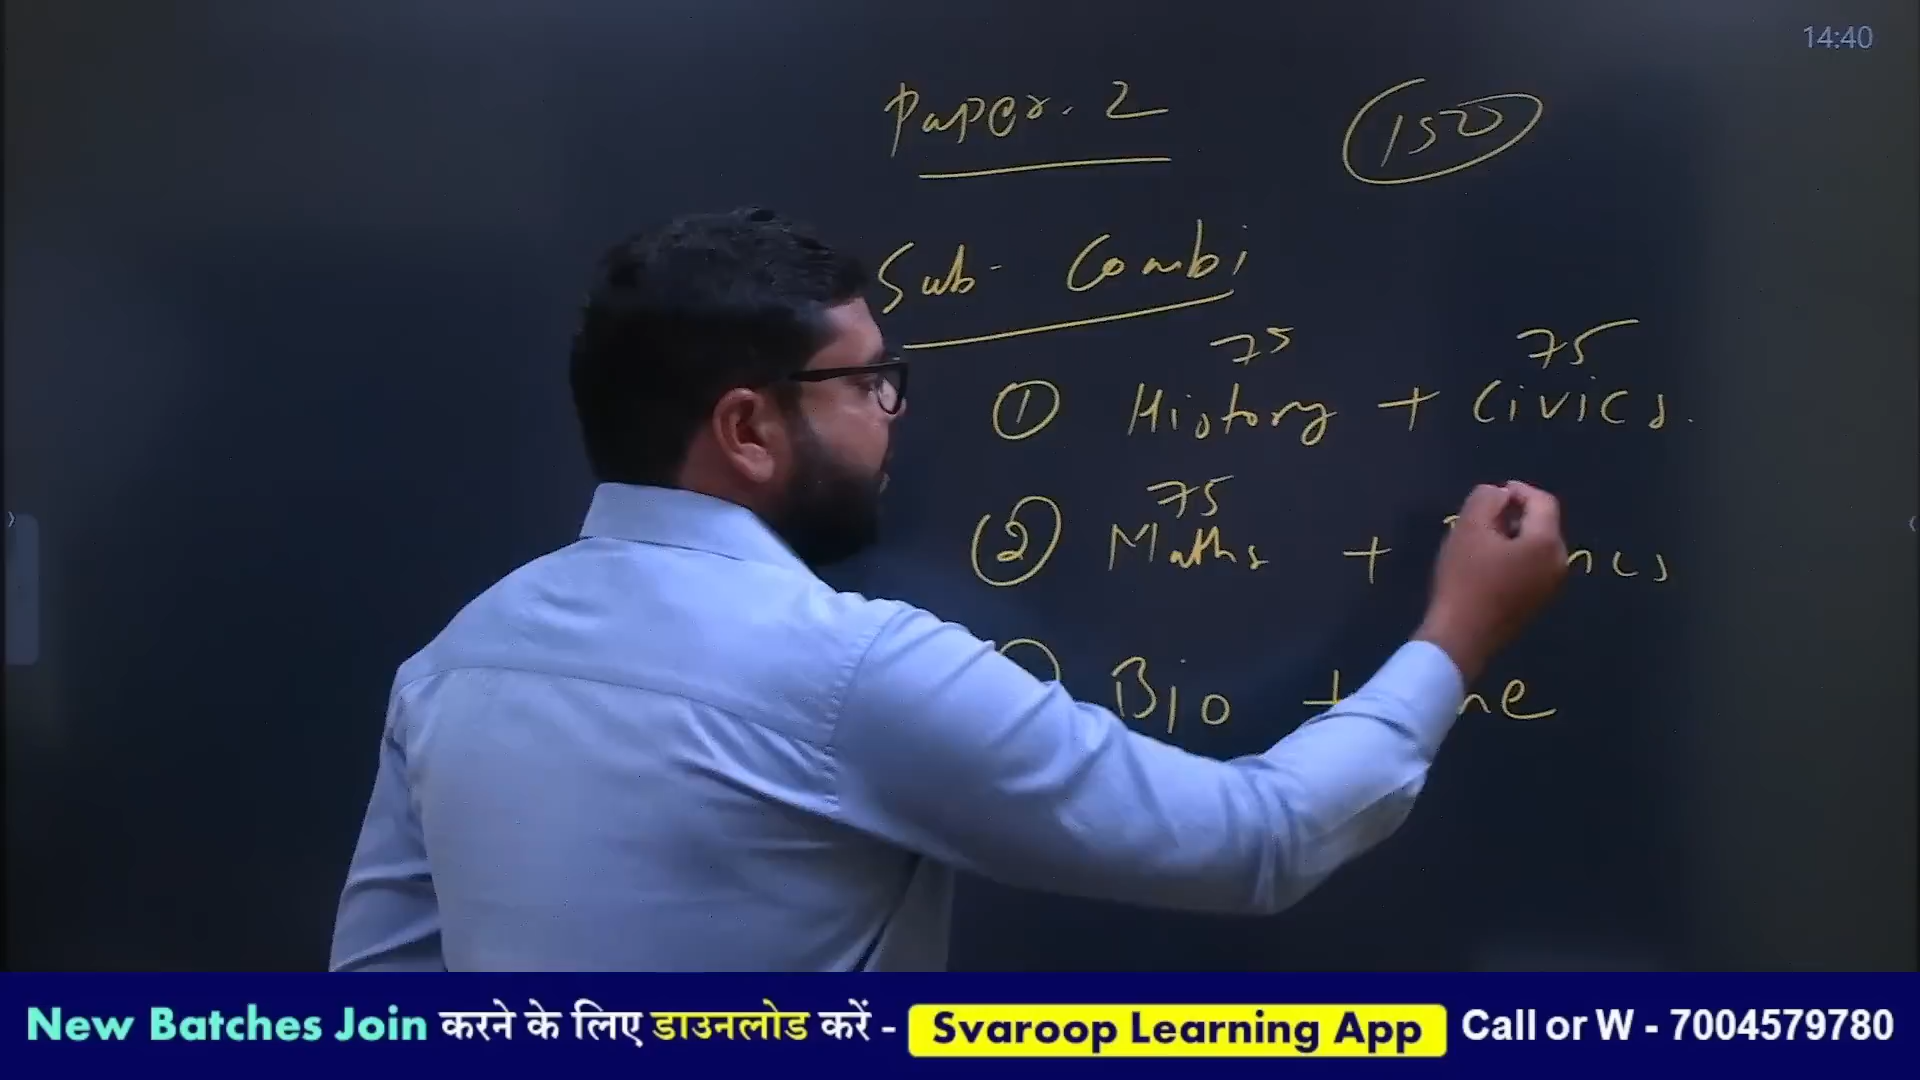 14:40
Paper. 2 150
Sub- Combi
75 75
① History + Civics.
75
② Maths +
Bio +
New Batches Join करने के लिए डाउनलोड करें - Svaroop Learning App Call or W - 7004579780